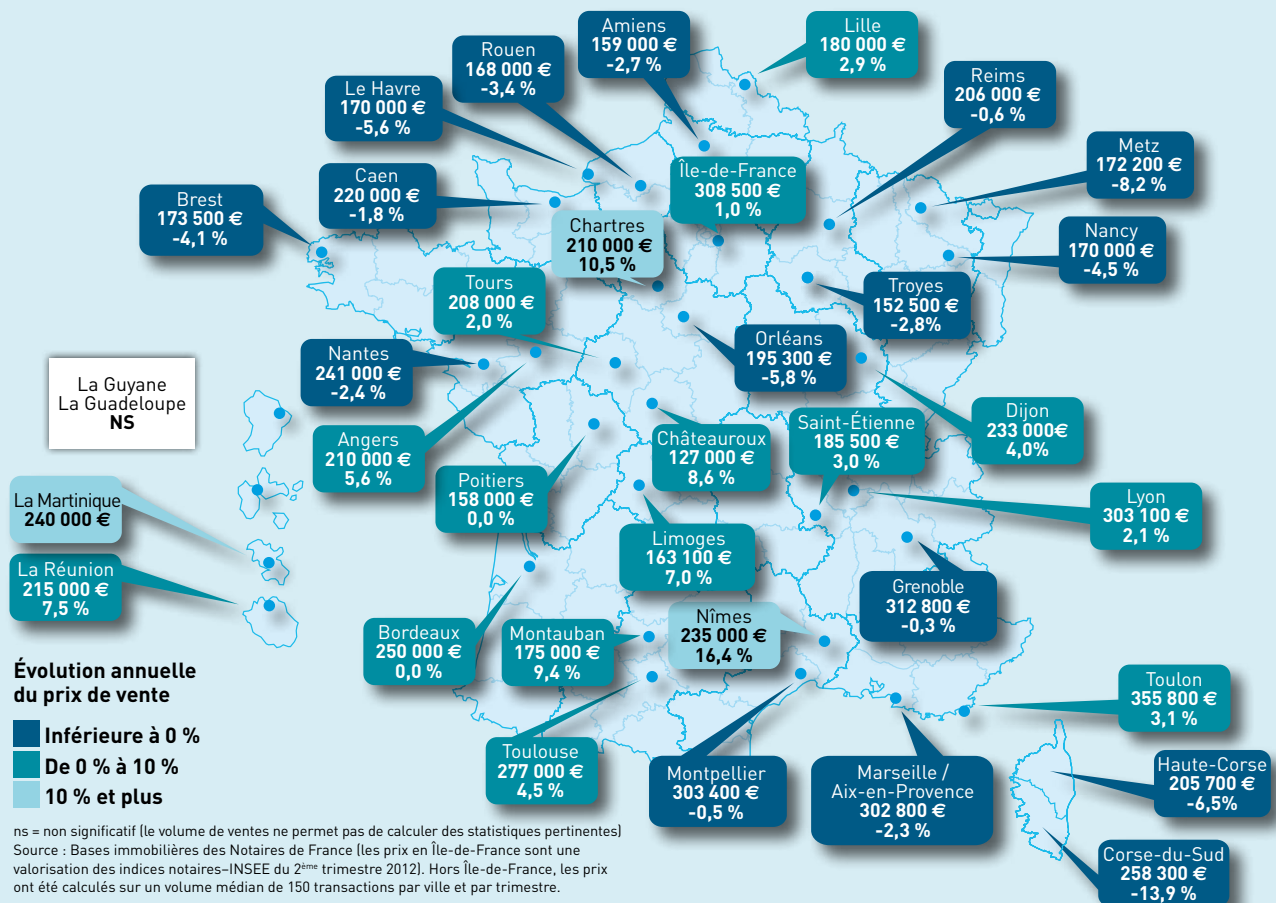 Amiens
159 000 €
-2,7 %
Lille
180 000 €
2,9 %
Rouen
168 000 €
-3,4 %
Reims
206 000 €
-0,6 %
Le Havre
170 000 €
-5,6 %
Metz
172 200 €
-8,2 %
Île-de-France
308 500 €
1,0 %
Caen
220 000 €
-1,8 %
Brest
173 500 €
-4,1 %
Chartres
210 000 €
10,5 %
Nancy
170 000 €
-4,5 %
Tours
208 000 €
2,0 %
Troyes
152 500 €
-2,8%
Orléans
195 300 €
-5,8 %
Nantes
241 000 €
-2,4 %
La Guyane
La Guadeloupe
NS
Dijon
233 000€
4,0%
Saint-Étienne
185 500 €
3,0 %
Angers
210 000 €
5,6 %
Châteauroux
127 000 €
8,6 %
Poitiers
158 000 €
0,0 %
La Martinique
240 000 €
Lyon
303 100 €
2,1 %
Limoges
163 100 €
7,0 %
La Réunion
215 000 €
7,5 %
Grenoble
312 800 €
-0,3 %
Nîmes
235 000 €
16,4 %
Bordeaux
250 000 €
0,0 %
Montauban
175 000 €
9,4 %
Toulon
355 800 €
3,1 %
Toulouse
277 000 €
4,5 %
Montpellier
303 400 €
-0,5 %
Marseille /
Aix-en-Provence
302 800 €
-2,3 %
Haute-Corse
205 700 €
-6,5%
Corse-du-Sud
258 300 €
-13,9 %
Évolution annuelle
du prix de vente
Inférieure à 0 %
De 0 % à 10 %
10 % et plus
ns = non significatif (le volume de ventes ne permet pas de calculer des statistiques pertinentes)
Source : Bases immobilières des Notaires de France (les prix en Île-de-France sont une
valorisation des indices notaires–INSEE du 2ème trimestre 2012). Hors Île-de-France, les prix
ont été calculés sur un volume médian de 150 transactions par ville et par trimestre.